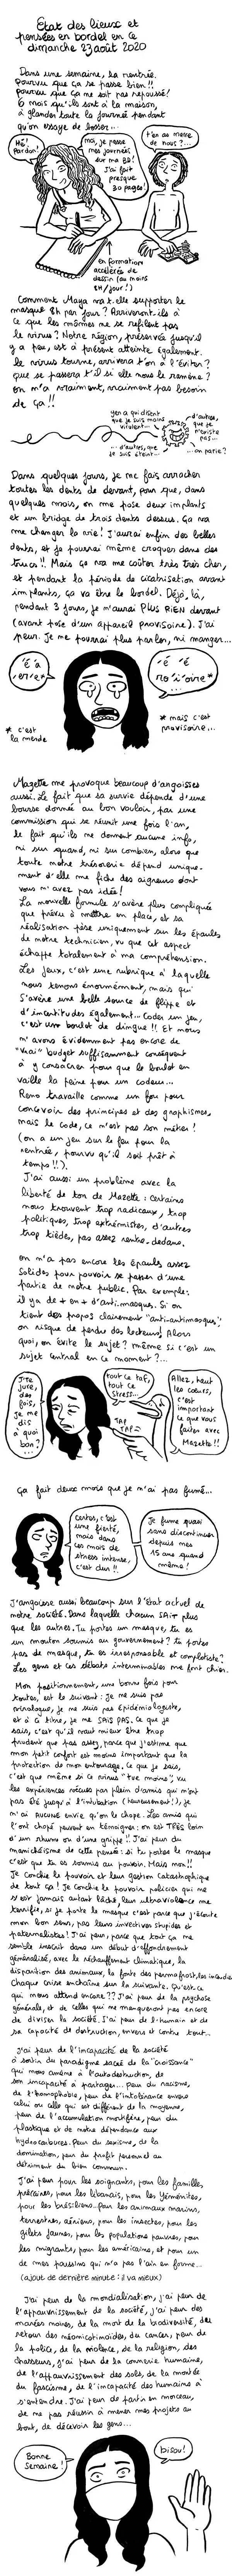 État des lieux et
pensées en bordel en ce
dimanche 23 août 2020
Dans une semaine, la rentrée.
Pourvu que ça se passe bien !!
pourvu que ça ne soit pas repoussé !
6 mois qu'ils sont à la maison,
à glander toute la journée pendant
qu'on essaye de bosser...
Hé !
Pardon !
moi, je passe
mes journées
sur ma BD !
J'ai fait
presque
30 pages !
t'en as marre
de nous ?...
en formation
accélérée de
dessin (au moins
8H/jour !)
Comment Maya va t-elle supporter le
masque 8h par jour ? Arriveront-ils à
ce que les mômes ne se refilent pas
le virus ? Notre région, préservée jusqu'il
y a peu, est à présent atteinte également.
Le virus tourne, arrivera t'on à l'éviter ?
que se passera t'il si elle nous le ramène ?
on n'a vraiment, vraiment pas besoin
de ça !!
y'en a qui disent
que je suis moins
virulent...
...d'autres, que
je suis éteint...
d'autres,
que je
n'existe
pas...
...on parie ?
Dans quelques jours, je me fais arracher
toutes les dents de devant, pour que, dans
quelques mois, on me pose deux implants
et un bridge de trois dents dessus. Ça va
me changer la vie ! J'aurai enfin des belles
dents, et je pourrai même croquer dans des
trucs !! Mais ça va me coûter très très cher,
et pendant la période de cicatrisation avant
implants, ça va être le bordel. Déjà, là,
pendant 3 jours, je n'aurai PLUS RIEN devant
(avant pose d'un appareil provisoire). J'ai
peur. Je ne pourrai plus parler, ni manger...
* c'est
la merde
* mais c'est
provisoire...
Mazette me provoque beaucoup d'angoisses
aussi. Le fait que sa survie dépende d'une
bourse donnée au bon vouloir, par une
commission qui se réunit une fois l'an,
le fait qu'ils ne donnent aucune info,
ni sur quand, ni sur combien, alors que
toute notre trésorerie dépend unique-
ment d'elle me fiche des aigreurs dont
vous n'avez pas idée !
La nouvelle formule s'avère plus compliquée
que prévu à mettre en place, et sa
réalisation pèse uniquement sur les épaules
de notre technicien, vu que cet aspect
échappe totalement à ma compréhension.
Les jeux, c'est une rubrique à laquelle
nous tenons énormément, mais qui
s'avère une belle source de flippe et
d'incertitudes également... Coder un jeu,
c'est un boulot de dingue !! Et nous
n'avons évidemment pas encore de
"vrai" budget suffisamment conséquent
à y consacrer pour que le boulot en
vaille la peine pour un codeur...
Remo travaille comme un fou pour
concevoir des principes et des graphismes,
mais le code, ce n'est pas son métier !
(on a un jeu sur le feu pour la
rentrée, pourvu qu'il soit prêt à
temps !!).
J'ai aussi un problème avec la
liberté de ton de Mazette : certains
nous trouvent trop radicaux, trop
politiques, trop extrémistes, d'autres
trop tièdes, pas assez rentre-dedans.
on n'a pas encore les épaules assez
solides pour pouvoir se passer d'une
partie de notre public. Par exemple :
il y a de + en + d'anti-masques. Si on
tient des propos clairement "anti-antimasques",
on risque de perdre des lecteurs ! Alors
quoi, on évite le sujet ? même si c'est un
sujet central en ce moment ?...
J'te
jure,
des
fois,
je me
dis
à quoi
bon ?
...
tout ce taf,
tout ce
stress...
TAP
TAP
Allez, haut
les cœurs,
c'est
important
ce que vous
faites avec
Mazette !!
ça fait deux mois que je n'ai pas fumé...
Certes, c'est
une fierté,
mais dans
ces mois de
stress intense,
c'est dur !!
Je fume quasi
sans discontinuer
depuis mes
15 ans quand
même !
J'angoisse aussi beaucoup sur l'état actuel de
notre société. Dans laquelle chacun SAIT plus
que les autres. Tu portes un masque, tu es
un mouton soumis au gouvernement ? tu portes
pas de masque, tu es irresponsable et complotiste ?
Les gens et ces débats interminables me font chier.
Mon positionnement, une bonne fois pour
toutes, est le suivant : Je ne suis pas
virologue, je ne suis pas épidémiologiste,
et à ce titre, je ne SAIS PAS. Ce que je
sais, c'est qu'il vaut mieux être trop
prudent que pas assez, parce que j'estime que
mon petit confort est moins important que la
protection de mon entourage. Ce que je sais,
c'est que même si ce virus "tue moins", vu
les expériences vécues par plein d'amis qui n'ont
pas été jusqu'à l'intubation (heureusement !), je
n'ai AUCUNE envie qu'on le chope. Les amis qui
l'ont chopé peuvent en témoigner : on est TRÈS loin
d'un rhume ou d'une grippe !! J'ai peur du
manichéisme de cette pensée : si tu portes le masque
c'est que tu es soumis au pouvoir. Mais non !!
Je conchie le pouvoir et leur gestion catastrophique
de tout ça ! Je conchie le pouvoir policier qui ne
s'est jamais autant lâché, leur ultraviolence me
terrifie, si je porte le masque c'est parce que j'écoute
mon bon sens, pas leurs invectives stupides et
paternalistes ! J'ai peur, parce que tout ça me
semble inscrit dans un début d'effondrement
généralisé, avec le réchauffement climatique, la
disparition des animaux, la fonte des permafrost, les incendies.
Chaque crise enchaîne sur la suivante. Qu'est-ce
qui nous attend encore ??? J'ai peur de la psychose
générale, et de celles qui ne manqueront pas encore
de diviser la société. J'ai peur de l'humain et de
sa capacité de destruction, envers et contre tout...
J'ai peur de l'incapacité de la société
à sortir du paradigme sacré de la "croissance"
qui nous amène à l'autodestruction, de
son incapacité à partager. Peur du racisme,
de l'homophobie, peur de l'intolérance envers
celui ou celle qui est différent de la moyenne,
peur de l'accumulation mortifère, peur du
plastique et de notre dépendance aux
hydrocarbures. Peur du sexisme, de la
domination, peur du profit personnel au
détriment du bien commun.
J'ai peur pour les soignants, pour les familles
précaires, pour les libanais, pour les Yéménites,
pour les brésiliens. Pour les animaux marins,
terrestres, aériens, pour les insectes, pour les
gilets jaunes, pour les populations pauvres, pour
les migrants, pour les américains, et pour un
de mes poussins qui n'a pas l'air en forme...
(ajout de dernière minute : il va mieux)
J'ai peur de la mondialisation, j'ai peur de
l'appauvrissement de la société, j'ai peur des
marées noires, de la mort de la biodiversité, des
retours des néonicotinoïdes, du cancer, peur de
la police, de la violence, de la religion, des
chasseurs, j'ai peur de la connerie humaine,
de l'appauvrissement des sols, de la montée
du fascisme, de l'incapacité des humains à
s'entendre. J'ai peur de partir en morceau,
de ne pas réussir à mener mes projets au
bout, de décevoir les gens...
Bonne
semaine !
bisou !